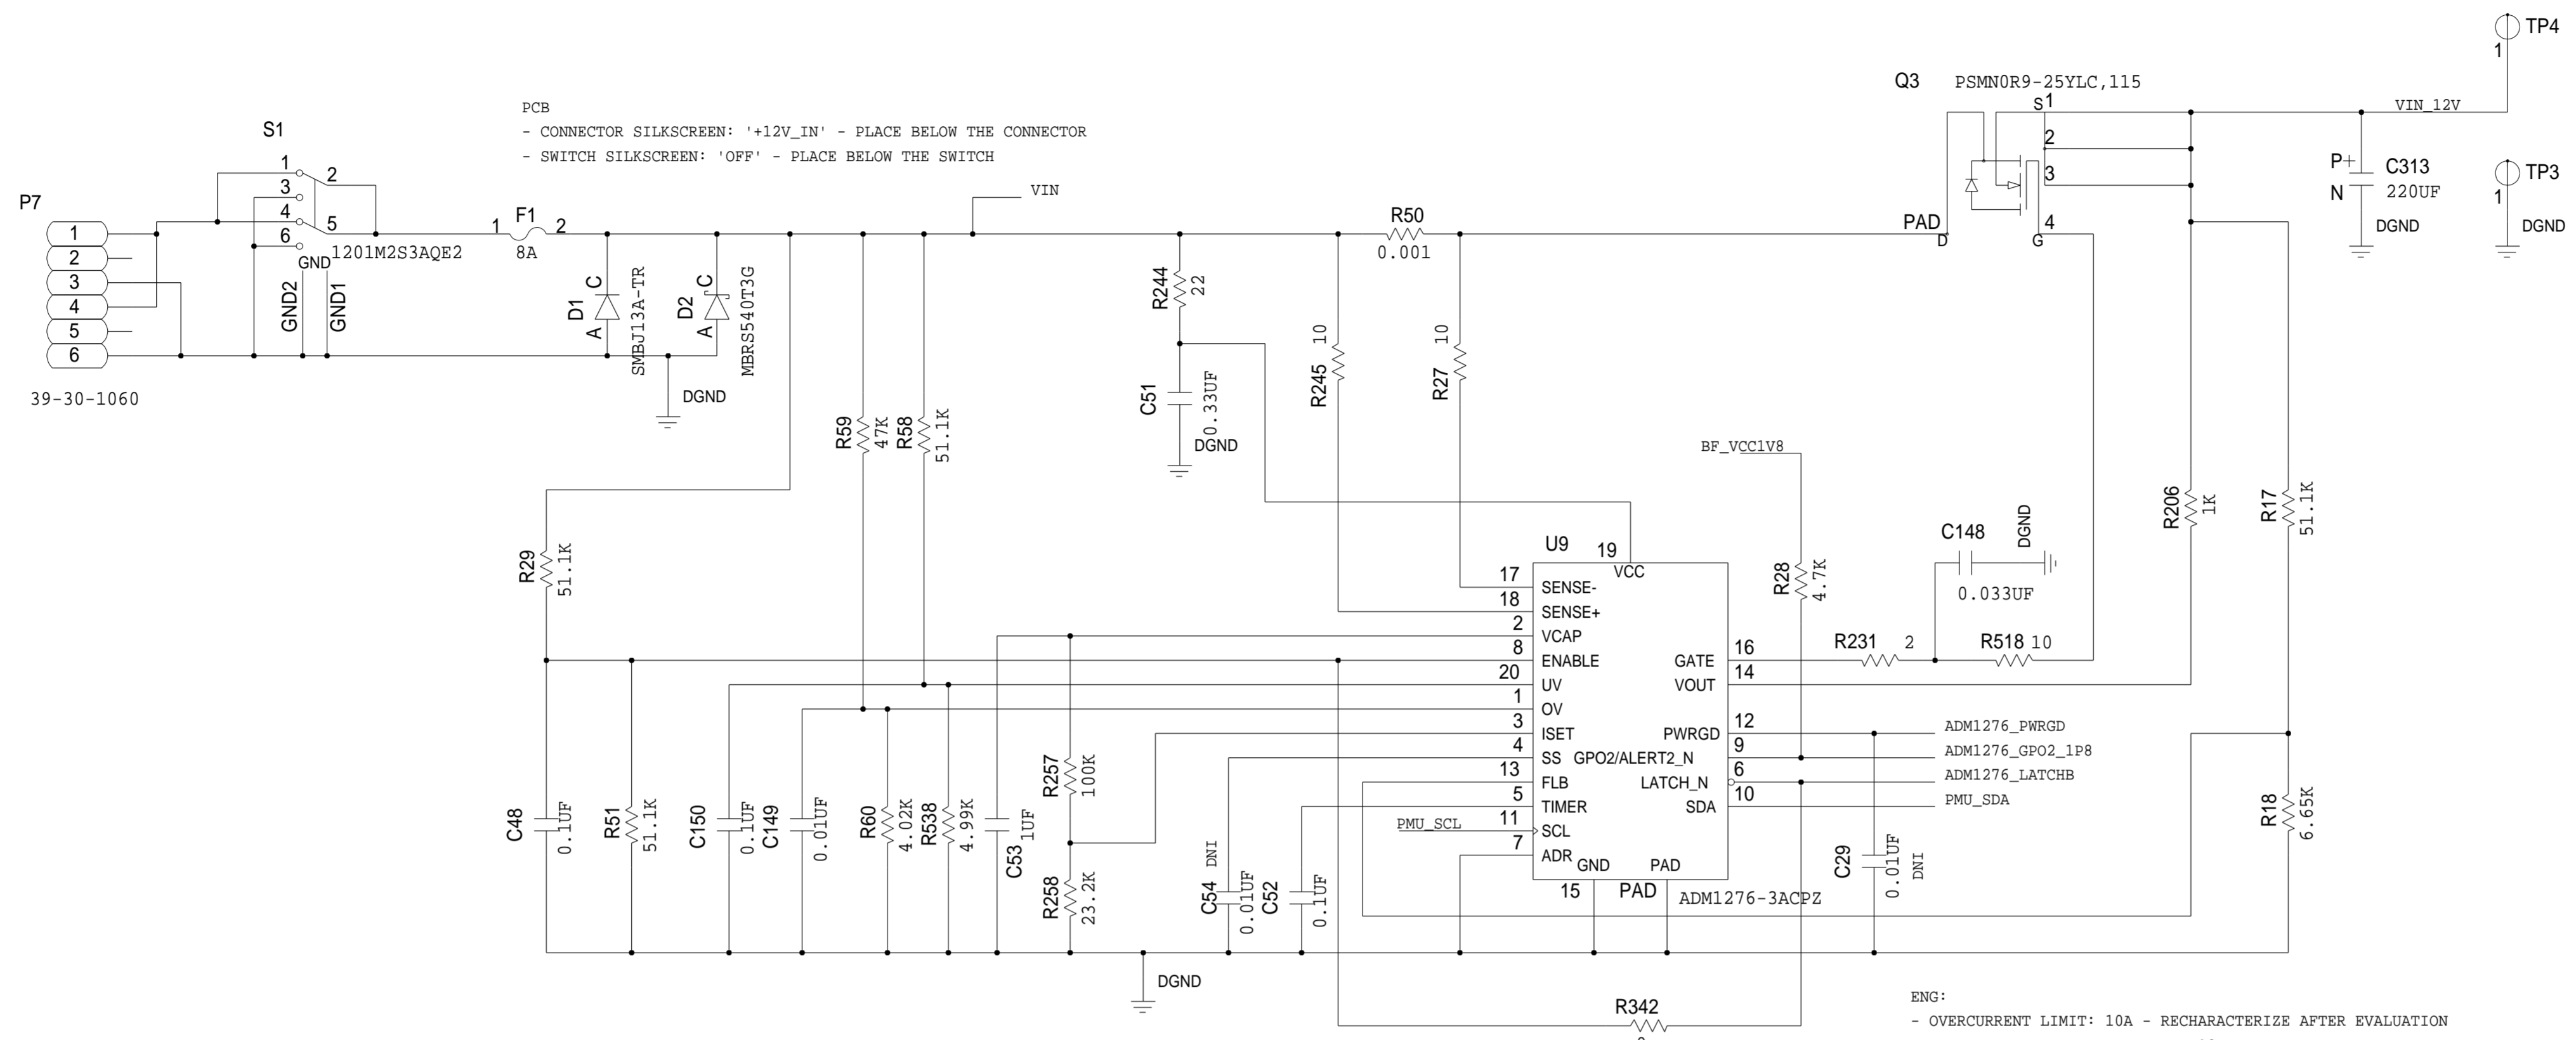 TP4
1
Q3 PSMN0R9-25YLC,115
S 1
2
3
VIN_12V
PCB
- CONNECTOR SILKSCREEN: '+12V_IN' - PLACE BELOW THE CONNECTOR
- SWITCH SILKSCREEN: 'OFF' - PLACE BELOW THE SWITCH
S1
1
2
3
4
5
6
1201M2S3AQE2
GND
GND2
GND1
P7
1
2
3
4
5
6
39-30-1060
F1
1 2
8A
VIN
D1
C
A
SMBJ13A-TR
D2
C
A
MBRS540T3G
DGND
R50
0.001
PAD
D
G
4
P+
N
C313
220UF
DGND
TP3
1
DGND
R244
22
C51
0.33UF
DGND
R245
10
R27
10
R59
47K
R58
51.1K
BF_VCC1V8
R28
4.7K
C148
0.033UF
DGND
R206
1K
R17
51.1K
R29
51.1K
U9
19
VCC
17 SENSE-
18 SENSE+
2 VCAP
8 ENABLE
20 UV
1 OV
3 ISET
4 SS
13 FLB
5 TIMER
PMU_SCL 11 SCL
7 ADR
GND PAD
15 PAD
ADM1276-3ACPZ
GATE 16
VOUT 14
PWRGD 12
GPO2/ALERT2_N 9
LATCH_N 6
SDA 10
R231 2
R518 10
ADM1276_PWRGD
ADM1276_GPO2_1P8
ADM1276_LATCHB
PMU_SDA
C48
0.1UF
R51
51.1K
C150
0.1UF
C149
0.01UF
R60
4.02K
R538
4.99K
C53
1UF
R257
100K
R258
23.2K
C54
0.01UF
DNI
C52
0.1UF
C29
0.01UF
DNI
R18
6.65K
DGND
R342
ENG:
- OVERCURRENT LIMIT: 10A - RECHARACTERIZE AFTER EVALUATION